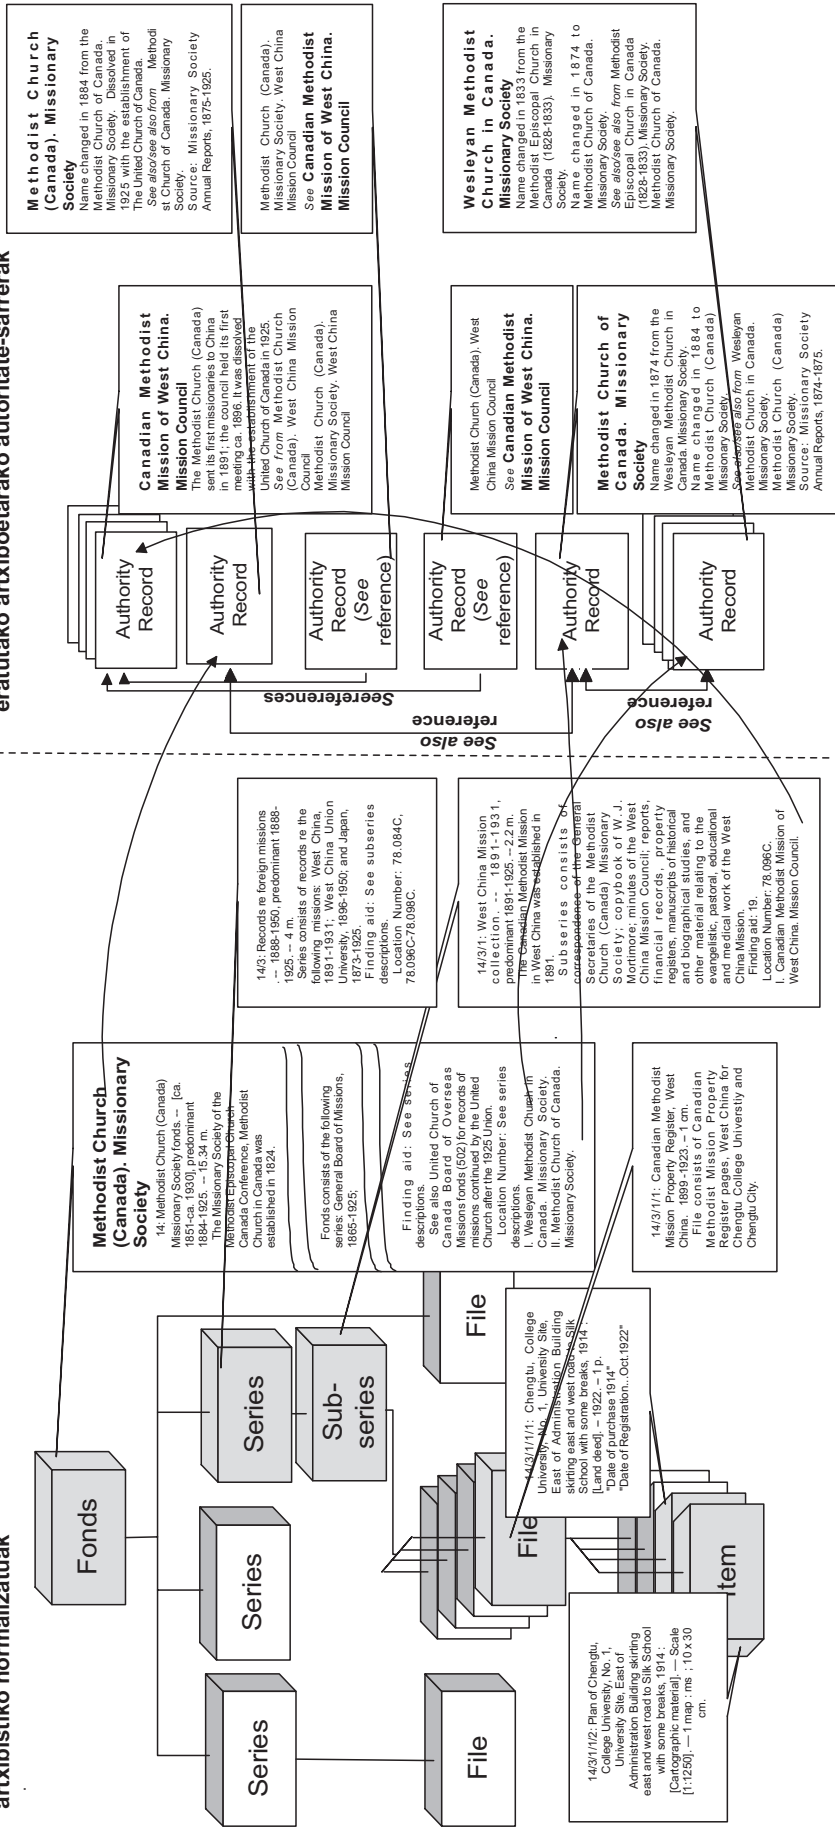 artxibistiko normalizatuak
Fonds
Series
Series
Series
Sub-
series
File
File
File
Item
Methodist Church
(Canada). Missionary
Society
14: Methodist Church (Canada)
Missionary Society fonds. -- [ca.
1851-ca. 1930], predominant
1884-1925. -- 15.34 m.
The Missionary Society of the
Methodist Episcopal Church,
Canada Conference, Methodist
Church in Canada was
established in 1824.
Fonds consists of the following
series: General Board of Missions,
1865-1925;
Finding aid: See series
descriptions.
See also United Church of
Canada Board of Overseas
Missions fonds (502) for records of
missions continued by the United
Church after the 1925 Union.
Location Number: See series
descriptions.
I. Wesleyan Methodist Church in
Canada. Missionary Society.
II. Methodist Church of Canada.
Missionary Society.
14/3: Records re foreign missions
. -- 1888-1950, predominant 1888-
1925. -- 4 m.
Series consists of records re the
following missions: West China,
1891-1931; West China Union
University, 1896-1950; and Japan,
1873-1925.
Finding aid: See subseries
descriptions.
Location Number: 78.084C,
78.096C-78.098C.
14/3/1: West China Mission
collection. -- 1891-1931,
predominant 1891-1925. -- 2.2 m.
The Canadian Methodist Mission
in West China was established in
1891.
Subseries consists of
correspondence of the General
Secretaries of the Methodist
Church (Canada) Missionary
Society; copybook of W. J.
Mortimore; minutes of the West
China Mission Council; reports,
financial records, property
registers, manuscripts of historical
and biographical studies, and
other material relating to the
evangelistic, pastoral, educational
and medical work of the West
China Mission.
Finding aid: 19.
Location Number: 78.096C.
I. Canadian Methodist Mission of
West China. Mission Council.
14/3/1/1: Canadian Methodist
Mission Property Register, West
China. 1899-1923. – 1 cm.
File consists of Canadian
Methodist Mission Property
Register pages, West China for
Chengtu College Universtiy and
Chengtu City.
14/3/1/1/1: Chengtu, College
University, No. 1, University Site,
East of Administration Building
skirting east and west road to Silk
School with some breaks, 1914 :
[Land deed]. – 1922. – 1 p.
"Date of purchase 1914"
"Date of Registration...Oct.1922"
14/3/1/1/2: Plan of Chengtu,
College University, No. 1,
University Site, East of
Administration Building skirting
east and west road to Silk School
with some breaks, 1914 :
[Cartographic material]. — Scale
[1:1250]. — 1 map : ms ; 10 x 30
cm.
eratutako artxiboetarako autoritate-sarrerak
Seereferences
See also
reference
See also
reference
Authority
Record
Authority
Record
Authority
Record
(See
reference)
Authority
Record
(See
reference)
Authority
Record
Authority
Record
Canadian Methodist
Mission of West China.
Mission Council
The Methodist Church (Canada)
sent its first missionaries to China
in 1891: the council held its first
meeting ca. 1896. It was dissolved
with the establishment of the
United Church of Canada in 1925.
See from Methodist Church
(Canada). West China Mission
Council
Methodist Church (Canada).
Missionary Society. West China
Mission Council
Methodist Church (Canada). West
China Mission Council
See Canadian Methodist
Mission of West China.
Mission Council
Methodist Church of
Canada. Missionary
Society
Name changed in 1874 from the
Wesleyan Methodist Church in
Canada. Missionary Society.
Name changed in 1884 to
Methodist Church (Canada)
Missionary Society.
See also/see also from Wesleyan
Methodist Church in Canada.
Missionary Society.
Methodist Church (Canada)
Missionary Society.
Source: Missionary Society
Annual Reports, 1874-1875.
Methodist Church
(Canada). Missionary
Society
Name changed in 1884 from the
Methodist Church of Canada.
Missionary Society. Dissolved in
1925 with the establishment of
The United Church of Canada.
See also/see also from Methodi
st Church of Canada. Missionary
Society.
Source: Missionary Society
Annual Reports, 1875-1925.
Methodist Church (Canada).
Missionary Society. West China
Mission Council
See Canadian Methodist
Mission of West China.
Mission Council
Wesleyan Methodist
Church in Canada.
Missionary Society
Name changed in 1833 from the
Methodist Episcopal Church in
Canada (1828-1833). Missionary
Society.
Name changed in 1874 to
Methodist Church of Canada.
Missionary Society.
See also/see also from Methodist
Episcopal Church in Canada
(1828-1833). Missionary Society.
Methodist Church of Canada.
Missionary Society.